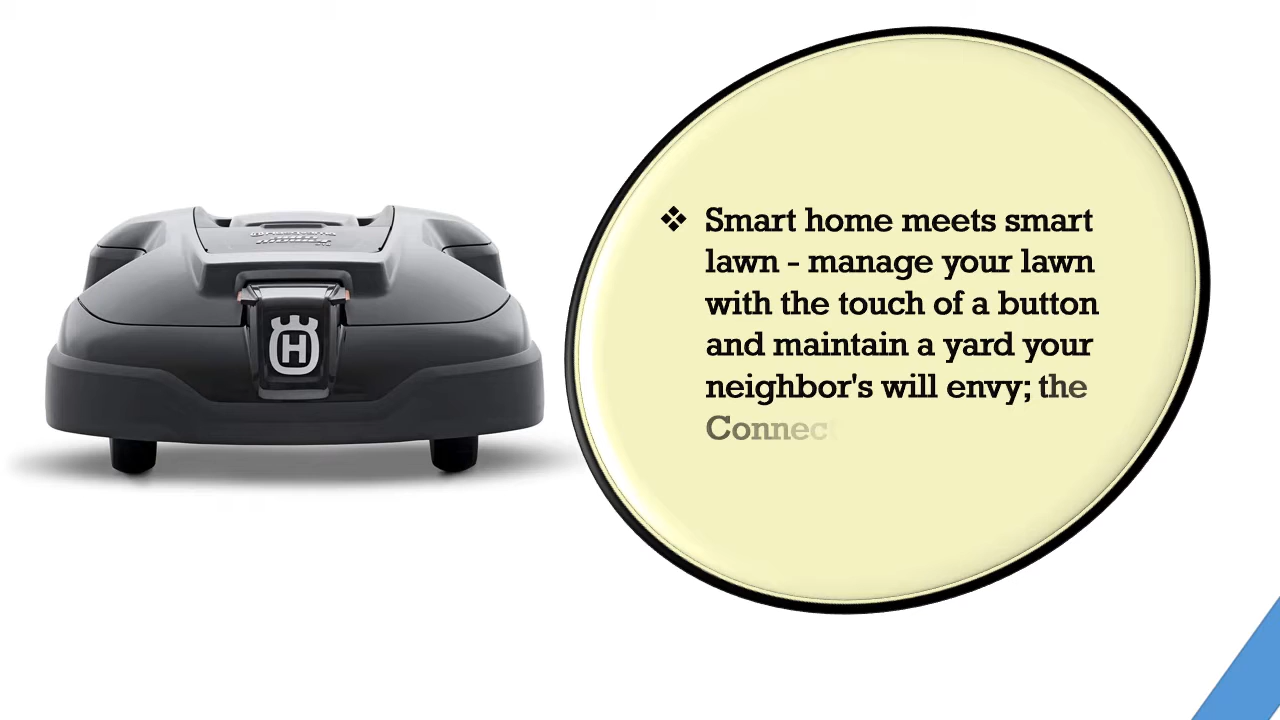 ❖ Smart home meets smart
lawn - manage your lawn
with the touch of a button
and maintain a yard your
neighbor's will envy; the
Connect
H